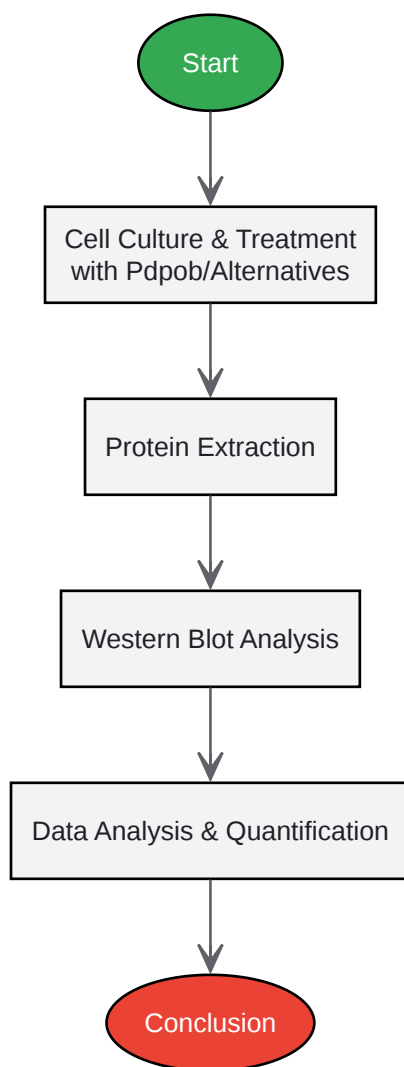 Start
Cell Culture & Treatment
with Pdpob/Alternatives
Protein Extraction
Western Blot Analysis
Data Analysis & Quantification
Conclusion